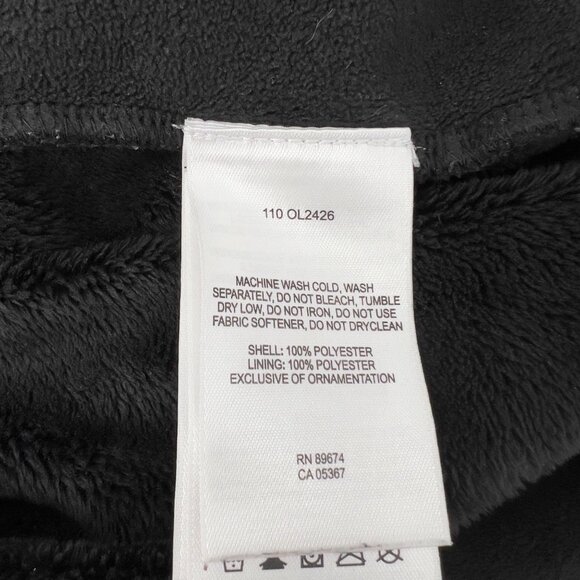 110 OL2426
MACHINE WASH COLD, WASH
SEPARATELY, DO NOT BLEACH, TUMBLE
DRY LOW, DO NOT IRON, DO NOT USE
FABRIC SOFTENER, DO NOT DRYCLEAN
SHELL: 100% POLYESTER
LINING: 100% POLYESTER
EXCLUSIVE OF ORNAMENTATION
RN 89674
CA 05367